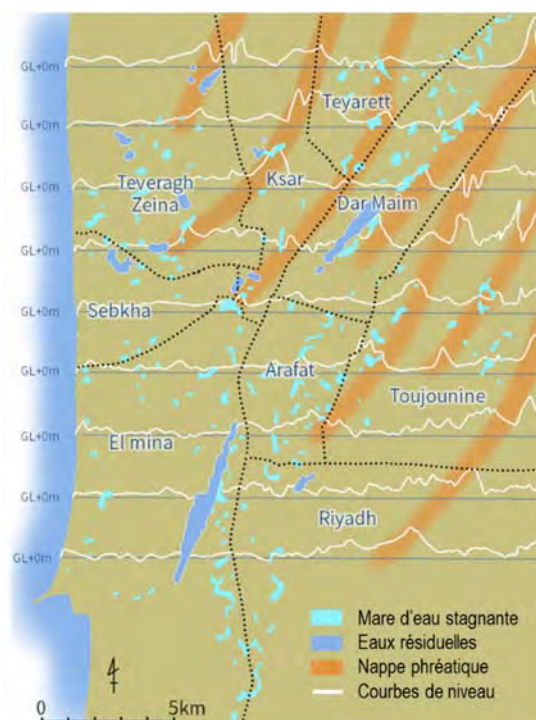 GL+0m
Teyarett
GL+0m
Teveragh
Zeina
Ksar
GL+0m
Dar Maim
GL+0m
Sebkha
GL+0m
Arafat
GL+0m
Toujounine
El mina
GL+0m
GL+0m
Riyadh
GL+0m
Mare d'eau stagnante
Eaux résiduelles
Nappe phréatique
Courbes de niveau
0 5km